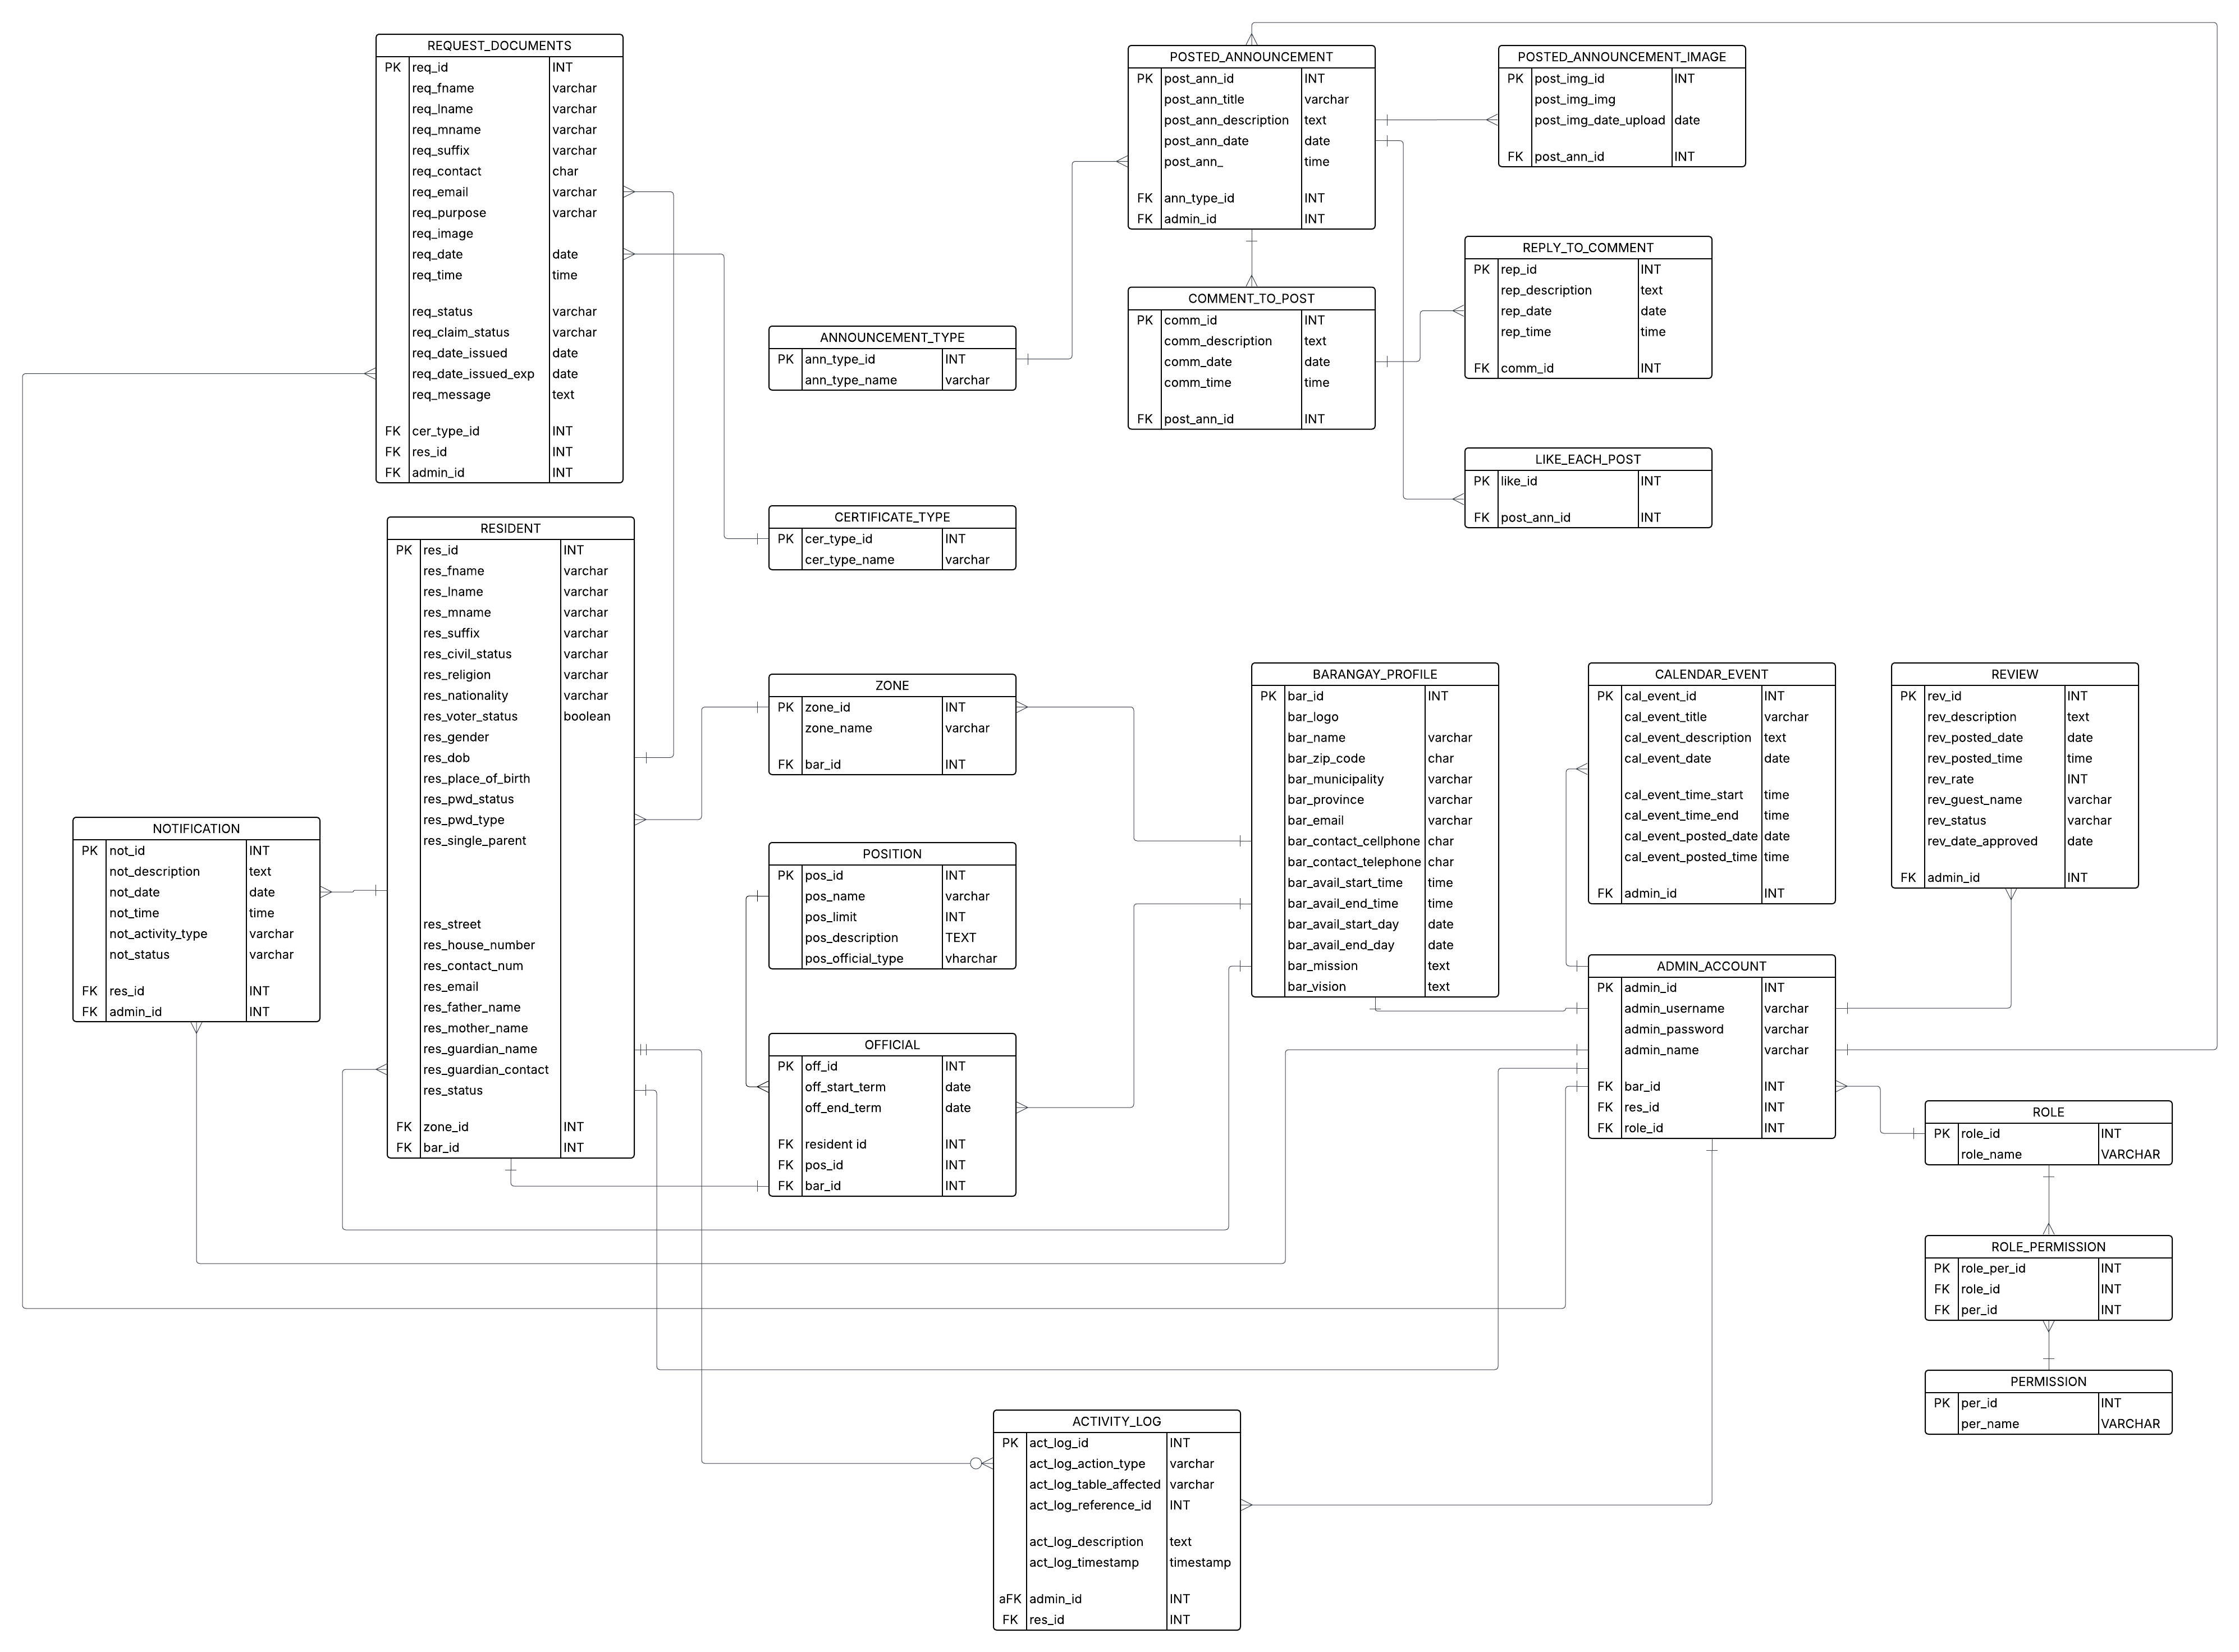 REQUEST_DOCUMENTS
PK req_id INT
req_fname varchar
req_lname varchar
req_mname varchar
req_suffix varchar
req_contact char
req_email varchar
req_purpose varchar
req_image
req_date date
req_time time
req_status varchar
req_claim_status varchar
req_date_issued date
req_date_issued_exp date
req_message text
FK cer_type_id INT
FK res_id INT
FK admin_id INT
POSTED_ANNOUNCEMENT
PK post_ann_id INT
post_ann_title varchar
post_ann_description text
post_ann_date date
post_ann_ time
FK ann_type_id INT
FK admin_id INT
POSTED_ANNOUNCEMENT_IMAGE
PK post_img_id INT
post_img_img
post_img_date_upload date
FK post_ann_id INT
REPLY_TO_COMMENT
PK rep_id INT
rep_description text
rep_date date
rep_time time
FK comm_id INT
COMMENT_TO_POST
PK comm_id INT
comm_description text
comm_date date
comm_time time
FK post_ann_id INT
ANNOUNCEMENT_TYPE
PK ann_type_id INT
ann_type_name varchar
LIKE_EACH_POST
PK like_id INT
FK post_ann_id INT
CERTIFICATE_TYPE
PK cer_type_id INT
cer_type_name varchar
RESIDENT
PK res_id INT
res_fname varchar
res_lname varchar
res_mname varchar
res_suffix varchar
res_civil_status varchar
res_religion varchar
res_nationality varchar
res_voter_status boolean
res_gender
res_dob
res_place_of_birth
res_pwd_status
res_pwd_type
res_single_parent
res_street
res_house_number
res_contact_num
res_email
res_father_name
res_mother_name
res_guardian_name
res_guardian_contact
res_status
FK zone_id INT
FK bar_id INT
ZONE
PK zone_id INT
zone_name varchar
FK bar_id INT
BARANGAY_PROFILE
PK bar_id INT
bar_logo
bar_name varchar
bar_zip_code char
bar_municipality varchar
bar_province varchar
bar_email varchar
bar_contact_cellphone char
bar_contact_telephone char
bar_avail_start_time time
bar_avail_end_time time
bar_avail_start_day date
bar_avail_end_day date
bar_mission text
bar_vision text
CALENDAR_EVENT
PK cal_event_id INT
cal_event_title varchar
cal_event_description text
cal_event_date date
cal_event_time_start time
cal_event_time_end time
cal_event_posted_date date
cal_event_posted_time time
FK admin_id INT
REVIEW
PK rev_id INT
rev_description text
rev_posted_date date
rev_posted_time time
rev_rate INT
rev_guest_name varchar
rev_status varchar
rev_date_approved date
FK admin_id INT
NOTIFICATION
PK not_id INT
not_description text
not_date date
not_time time
not_activity_type varchar
not_status varchar
FK res_id INT
FK admin_id INT
POSITION
PK pos_id INT
pos_name varchar
pos_limit INT
pos_description TEXT
pos_official_type vharchar
OFFICIAL
PK off_id INT
off_start_term date
off_end_term date
FK resident id INT
FK pos_id INT
FK bar_id INT
ADMIN_ACCOUNT
PK admin_id INT
admin_username varchar
admin_password varchar
admin_name varchar
FK bar_id INT
FK res_id INT
FK role_id INT
ROLE
PK role_id INT
role_name VARCHAR
ROLE_PERMISSION
PK role_per_id INT
FK role_id INT
FK per_id INT
PERMISSION
PK per_id INT
per_name VARCHAR
ACTIVITY_LOG
PK act_log_id INT
act_log_action_type varchar
act_log_table_affected varchar
act_log_reference_id INT
act_log_description text
act_log_timestamp timestamp
aFK admin_id INT
FK res_id INT